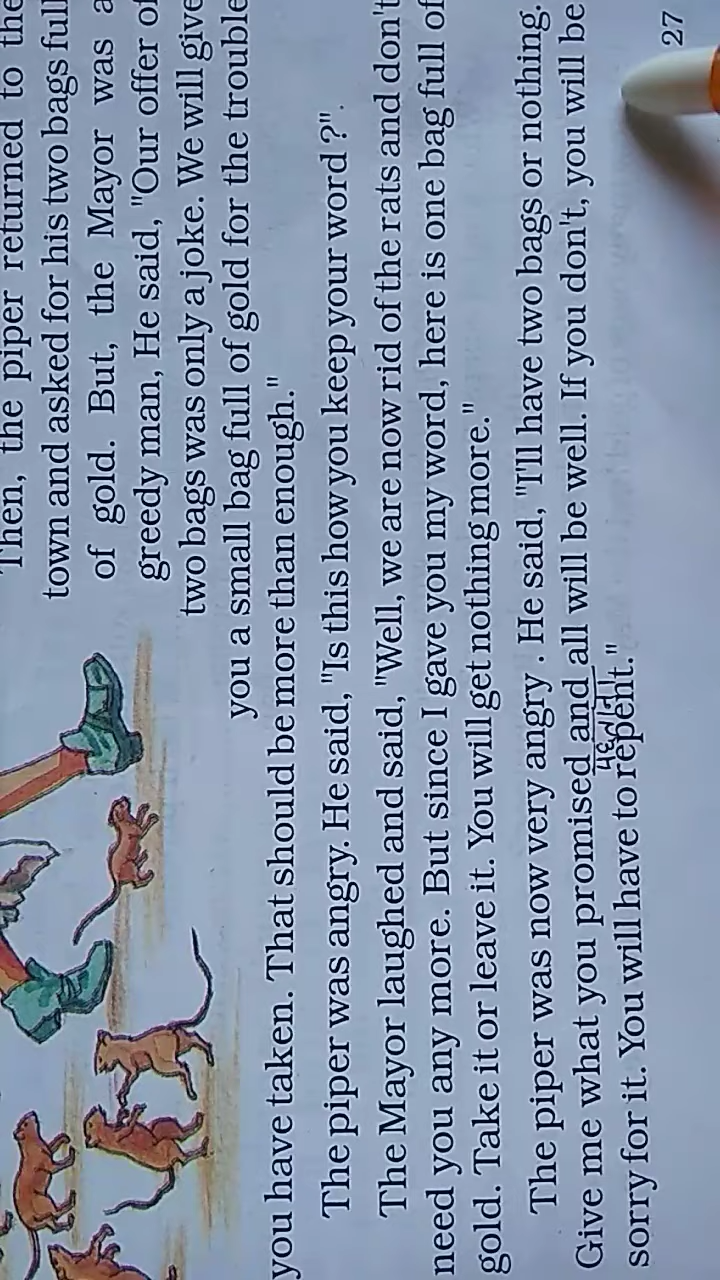 Then, the piper returned to the
town and asked for his two bags full
of gold. But, the Mayor was a
greedy man, He said, "Our offer of
two bags was only a joke. We will give
you a small bag full of gold for the trouble
you have taken. That should be more than enough."
The piper was angry. He said, "Is this how you keep your word ?".
The Mayor laughed and said, "Well, we are now rid of the rats and don't
need you any more. But since I gave you my word, here is one bag full of
gold. Take it or leave it. You will get nothing more."
The piper was now very angry . He said, "I'll have two bags or nothing.
Give me what you promised and all will be well. If you don't, you will be
sorry for it. You will have to repent."
27